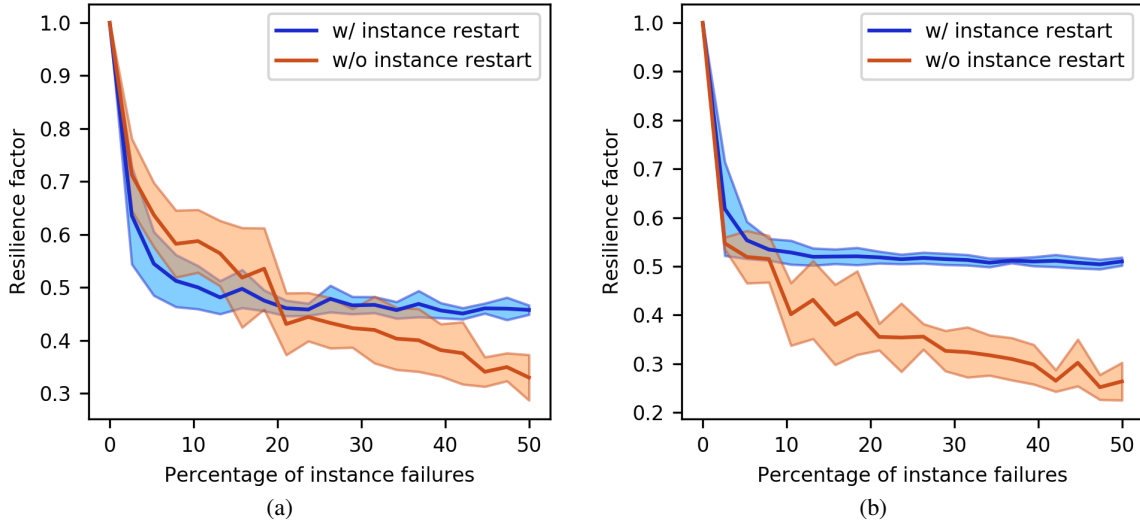 w/ instance restart
w/o instance restart
1.0
0.9
0.8
0.7
0.6
0.5
0.4
0.3
Resilience factor
0 10 20 30 40 50
Percentage of instance failures
(a)
w/ instance restart
w/o instance restart
1.0
0.9
0.8
0.7
0.6
0.5
0.4
0.3
0.2
Resilience factor
0 10 20 30 40 50
Percentage of instance failures
(b)